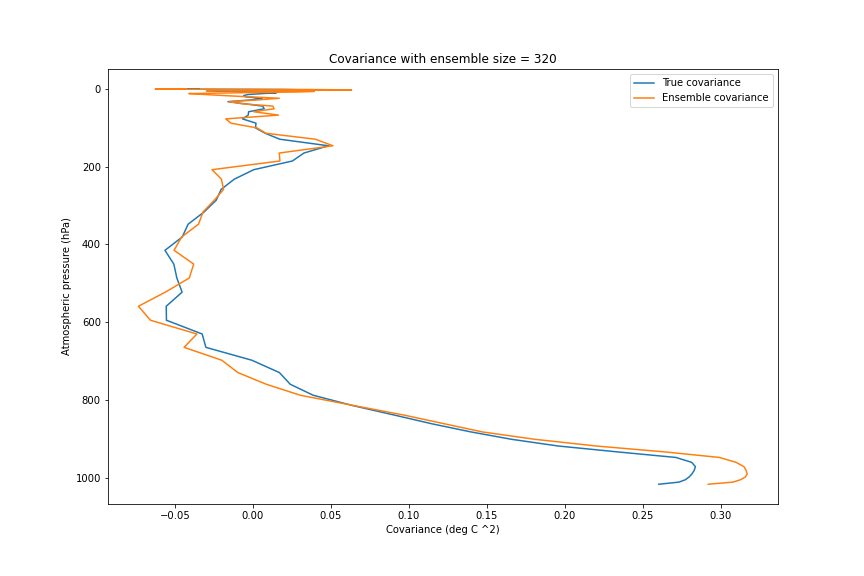 Covariance with ensemble size = 320
True covariance
Ensemble covariance
Atmospheric pressure (hPa)
0
200
400
600
800
1000
−0.05
0.00
0.05
0.10
0.15
0.20
0.25
0.30
Covariance (deg C ^2)